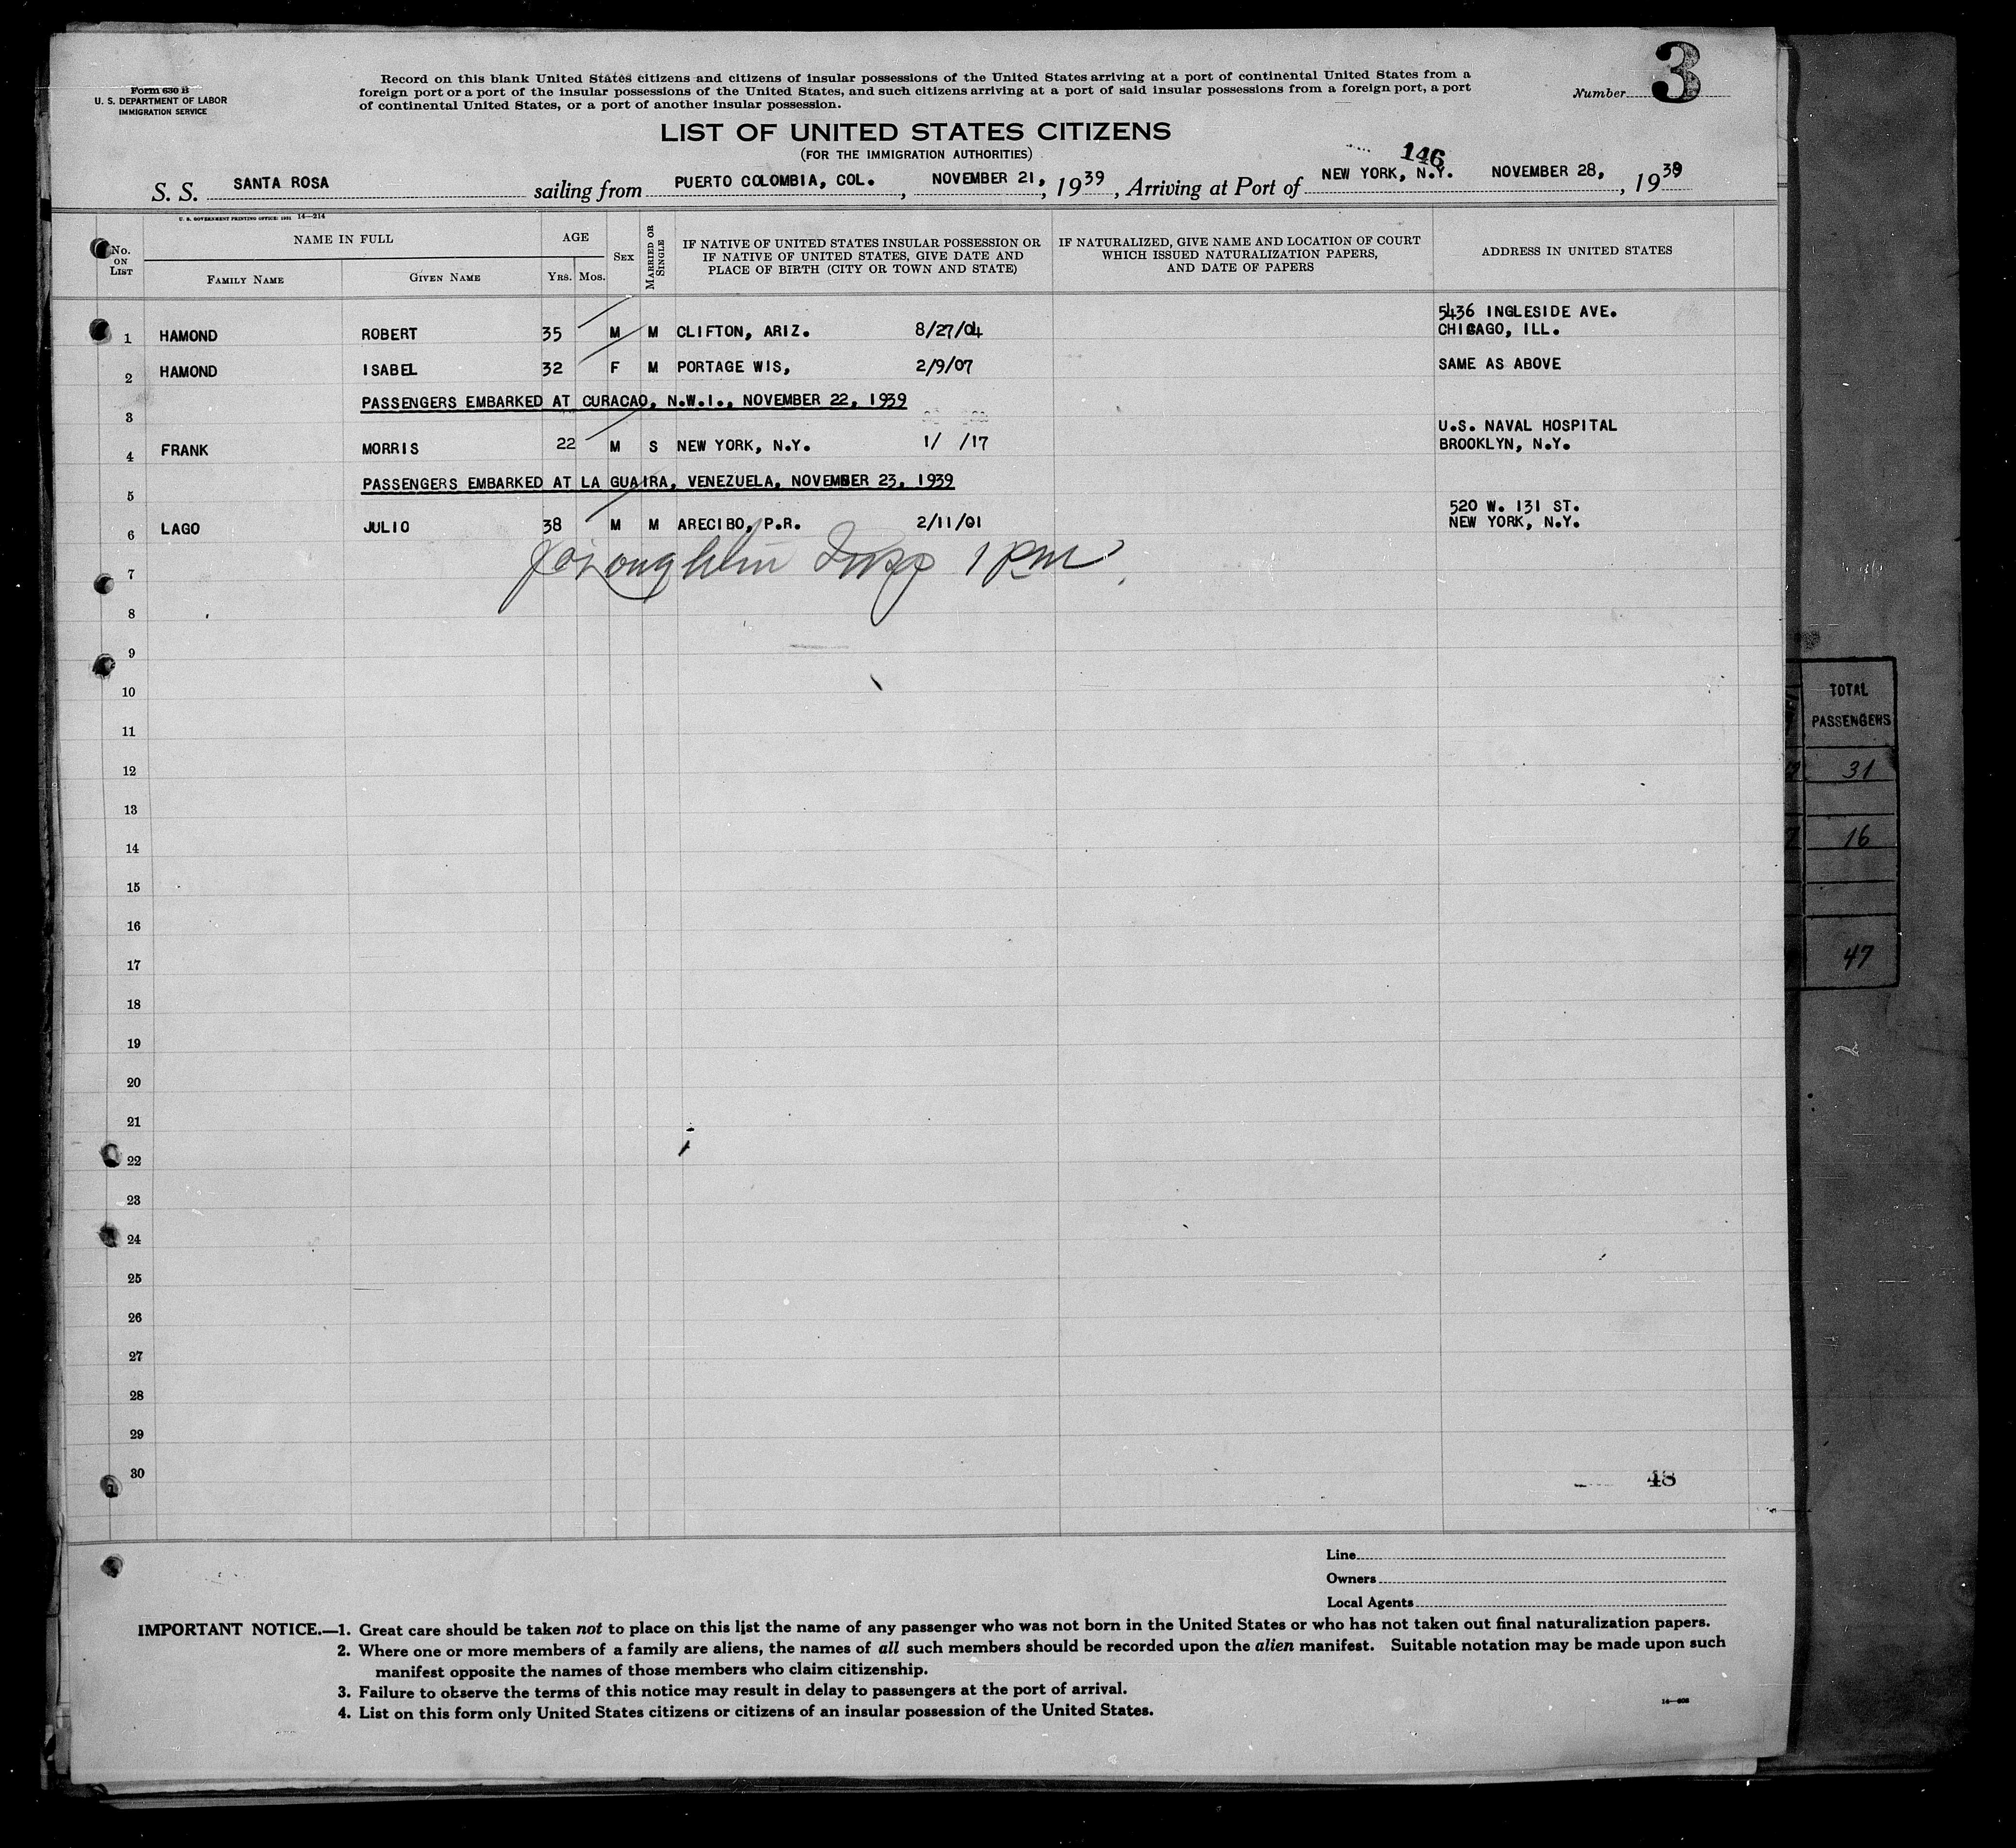 Form 630 B
U. S. DEPARTMENT OF LABOR
IMMIGRATION SERVICE
Record on this blank United States citizens and citizens of insular possessions of the United States arriving at a port of continental United States from a
foreign port or a port of the insular possessions of the United States, and such citizens arriving at a port of said insular possessions from a foreign port, a port
of continental United States, or a port of another insular possession.
Number 3
LIST OF UNITED STATES CITIZENS
(FOR THE IMMIGRATION AUTHORITIES)
146
S. S. SANTA ROSA sailing from PUERTO COLOMBIA, COL., NOVEMBER 21, 1939, Arriving at Port of NEW YORK, N.Y. NOVEMBER 28, 1939
U. S. GOVERNMENT PRINTING OFFICE: 1931 14—214
No. ON LIST
NAME IN FULL
FAMILY NAME
GIVEN NAME
AGE
Yrs. Mos.
SEX
MARRIED OR SINGLE
IF NATIVE OF UNITED STATES INSULAR POSSESSION OR
IF NATIVE OF UNITED STATES, GIVE DATE AND
PLACE OF BIRTH (CITY OR TOWN AND STATE)
IF NATURALIZED, GIVE NAME AND LOCATION OF COURT
WHICH ISSUED NATURALIZATION PAPERS,
AND DATE OF PAPERS
ADDRESS IN UNITED STATES
5436 INGLESIDE AVE.
1 HAMOND ROBERT 35 M M CLIFTON, ARIZ. 8/27/04 CHICAGO, ILL.
2 HAMOND ISABEL 32 F M PORTAGE WIS, 2/9/07 SAME AS ABOVE
3 PASSENGERS EMBARKED AT CURACAO, N.W.I., NOVEMBER 22, 1939
U.S. NAVAL HOSPITAL
4 FRANK MORRIS 22 M S NEW YORK, N.Y. 1/ /17 BROOKLYN, N.Y.
5 PASSENGERS EMBARKED AT LA GUAIRA, VENEZUELA, NOVEMBER 23, 1939
520 W. 131 ST.
6 LAGO JULIO 38 M M ARECIBO, P.R. 2/11/01 NEW YORK, N.Y.
7 1 PM
8
9
10
11
12
13
14
15
16
17
18
19
20
21
22
23
24
25
26
27
28
29
30
48
TOTAL
PASSENGERS
31
16
47
Line
Owners
Local Agents
IMPORTANT NOTICE.—1. Great care should be taken not to place on this list the name of any passenger who was not born in the United States or who has not taken out final naturalization papers.
2. Where one or more members of a family are aliens, the names of all such members should be recorded upon the alien manifest. Suitable notation may be made upon such
manifest opposite the names of those members who claim citizenship.
3. Failure to observe the terms of this notice may result in delay to passengers at the port of arrival.
4. List on this form only United States citizens or citizens of an insular possession of the United States.